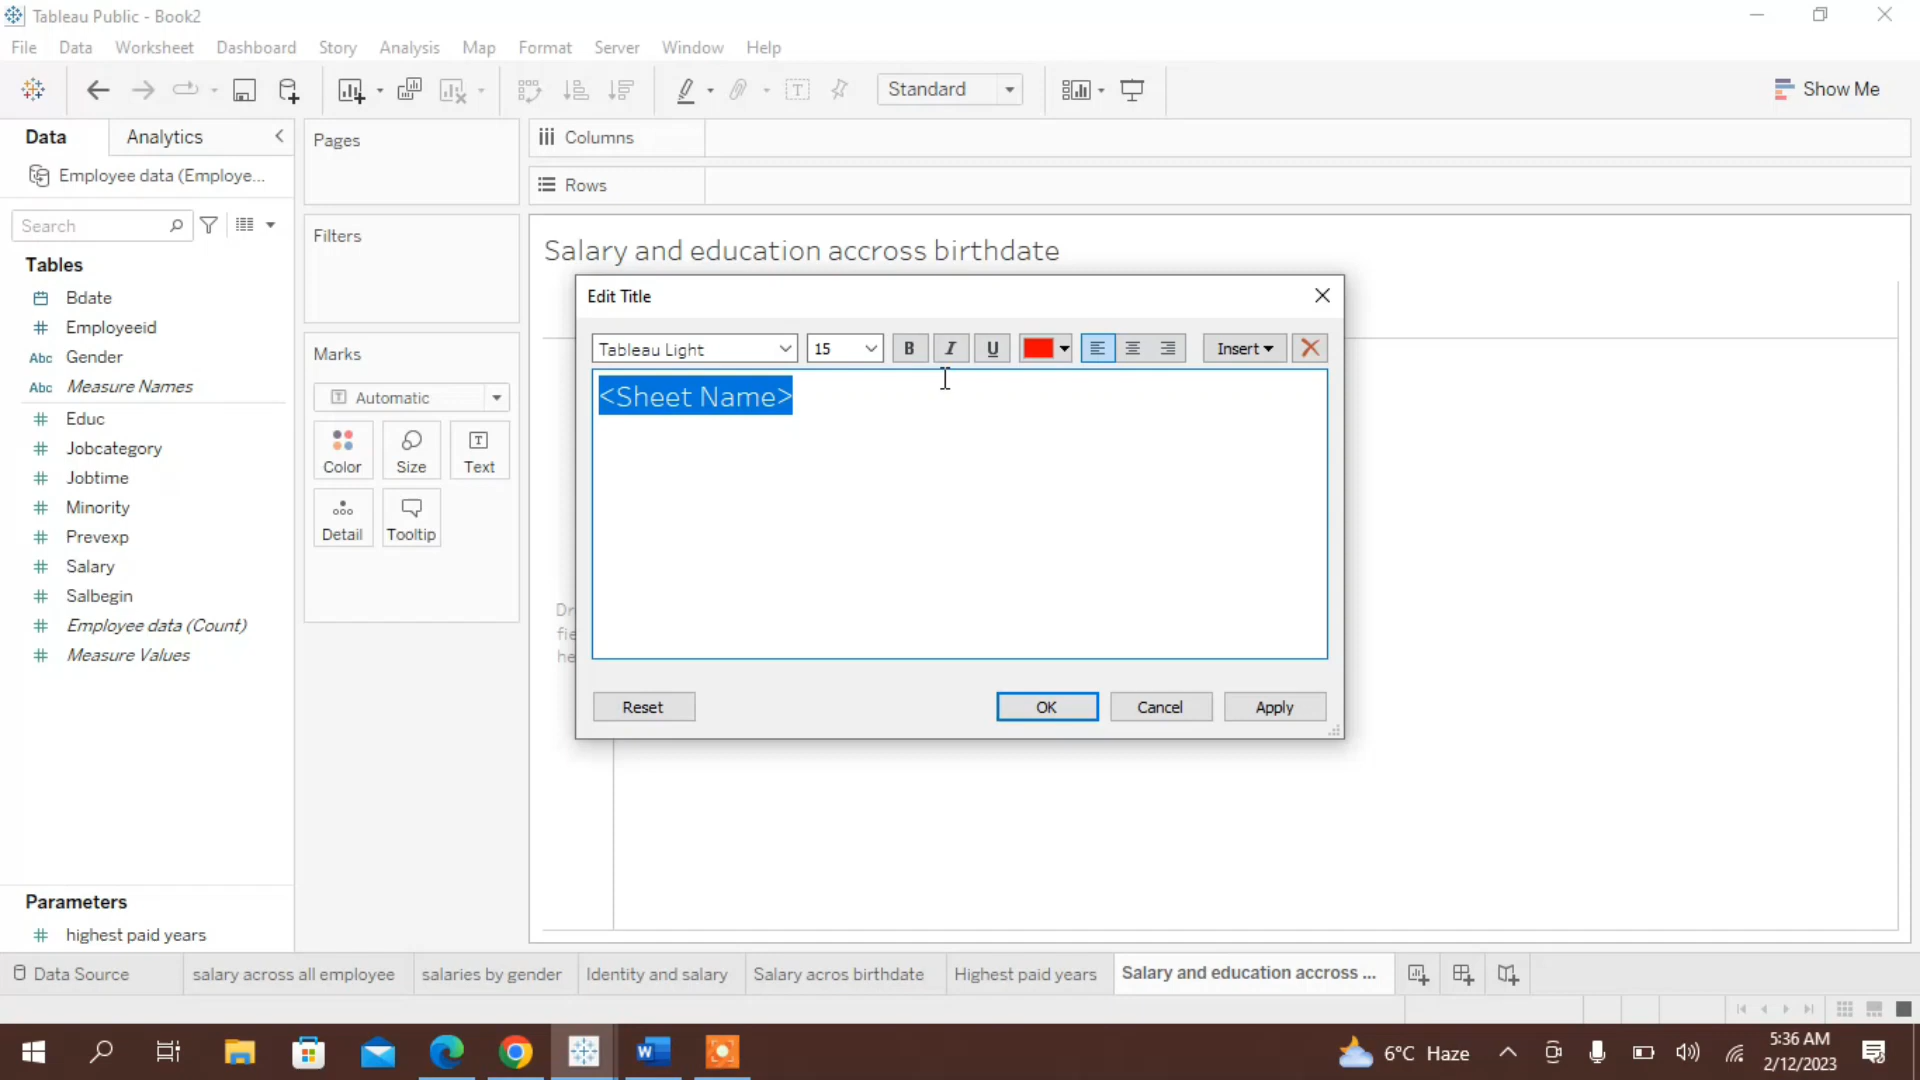 Tableau Public - Book2
File Data Worksheet Dashboard Story Analysis Map Format Server Window Help
Standard
Show Me
Data Analytics
Pages
Columns
Employee data (Employe...
Rows
Search
Filters
Salary and education accross birthdate
Tables
Edit Title
Bdate
Employeeid
Tableau Light 15 B I U Insert
Abc Gender
Marks
Abc Measure Names
Automatic
<Sheet Name>
Educ
Jobcategory
Color Size Text
Jobtime
Minority
Detail Tooltip
Prevexp
Salary
Salbegin
Employee data (Count)
Measure Values
Dr
fie
he
Reset OK Cancel Apply
Parameters
highest paid years
Data Source salary across all employee salaries by gender Identity and salary Salary acros birthdate Highest paid years Salary and education accross ...
6°C Haze
5:36 AM
2/12/2023